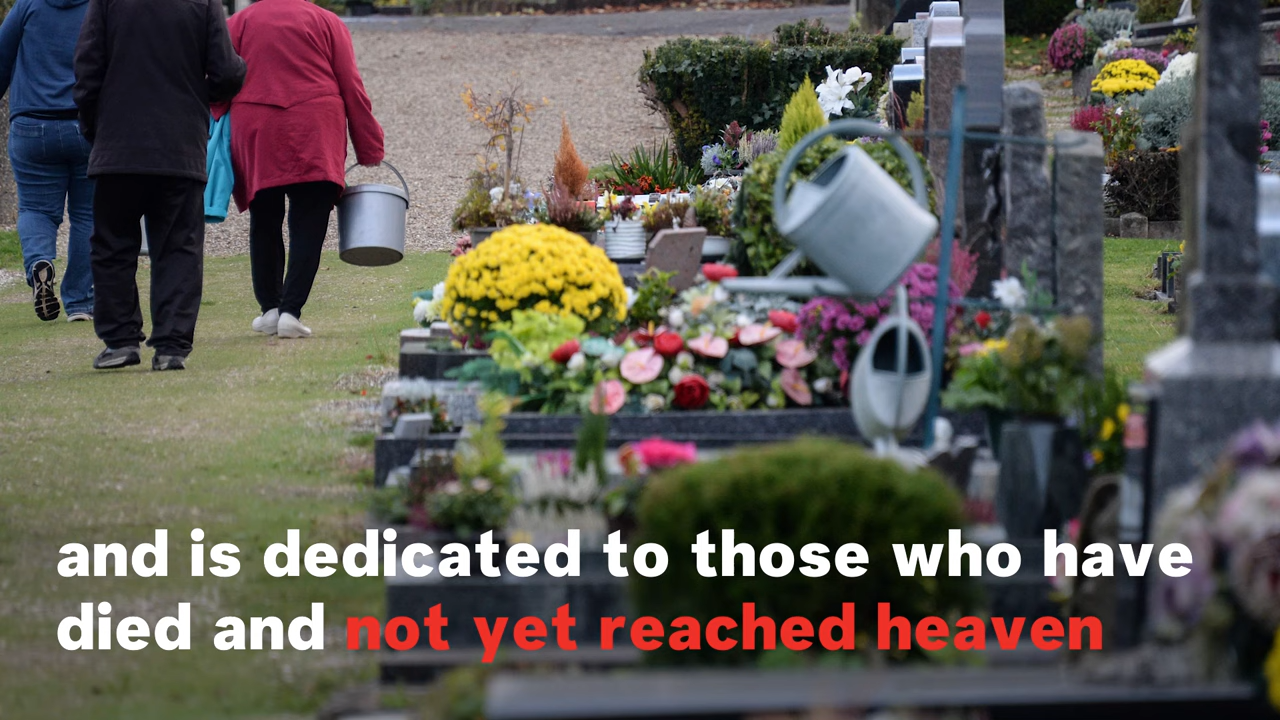 and is dedicated to those who have
died and not yet reached heaven